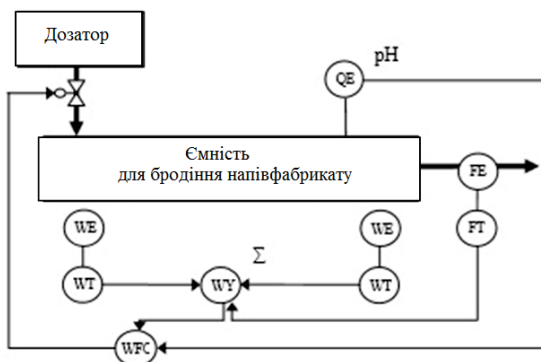 Дозатор
pH
QE
Ємність
для бродіння напівфабрикату
FE
WE
WE
FT
Σ
WT
WY
WT
WFC